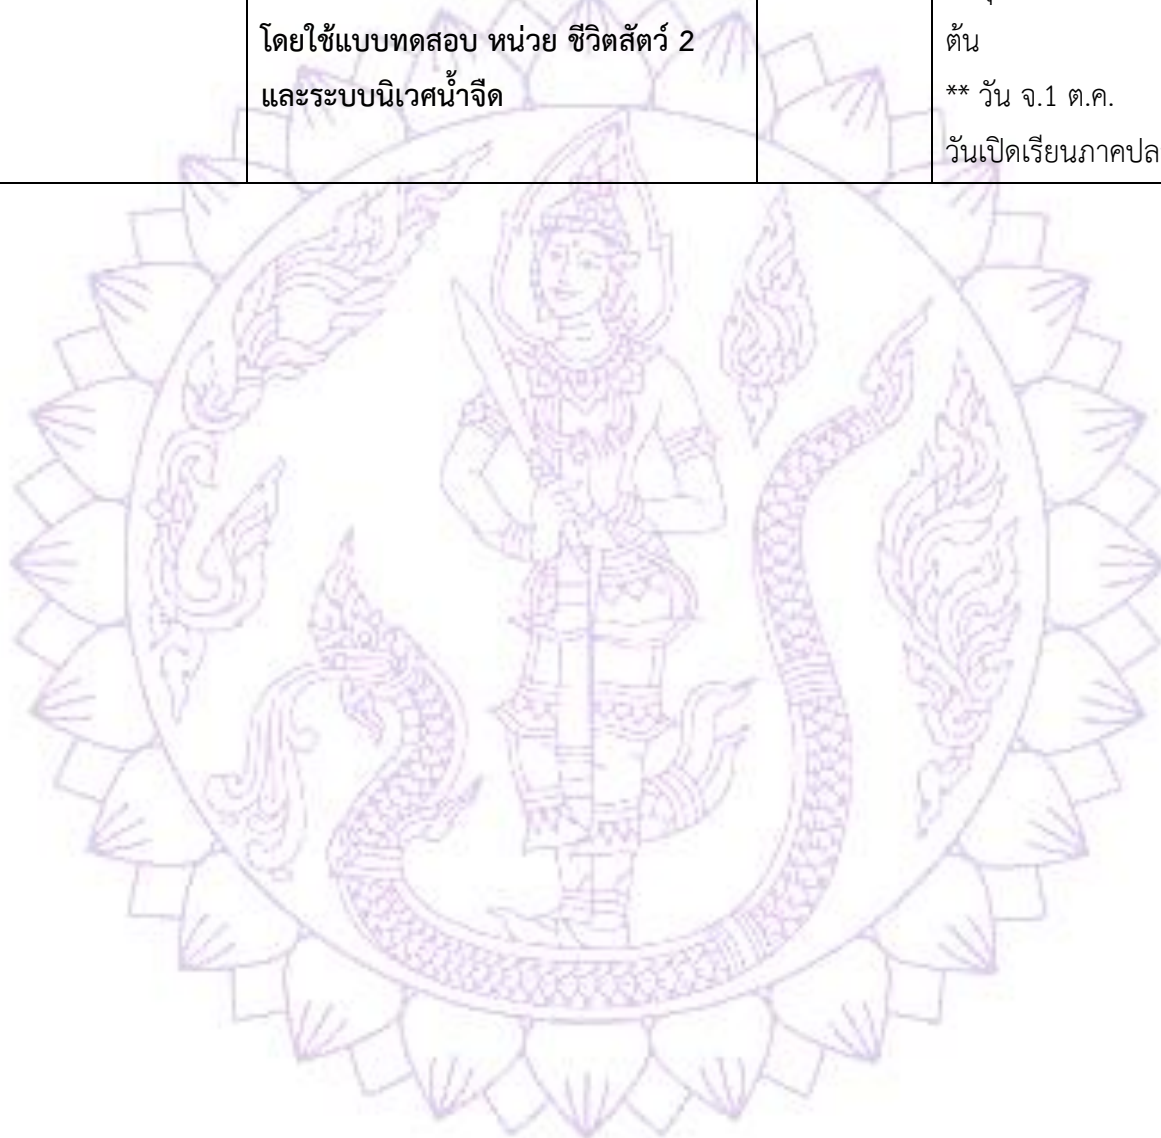 โดยใช้แบบทดสอบ หน่วย ชีวิตสัตว์ 2
และระบบนิเวศน้ำจืด
ต้น
** วัน จ.1 ต.ค.
วันเปิดเรียนภาคปล